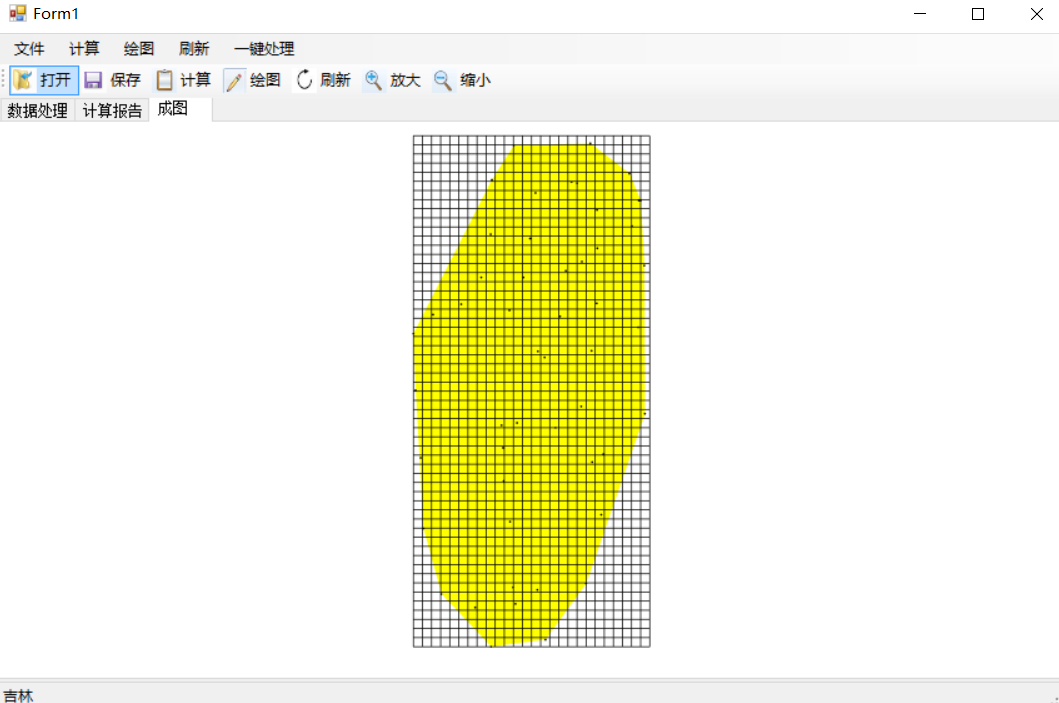 Form1
文件 计算 绘图 刷新 一键处理
打开 保存 计算 绘图 刷新 放大 缩小
数据处理 计算报告 成图
吉林